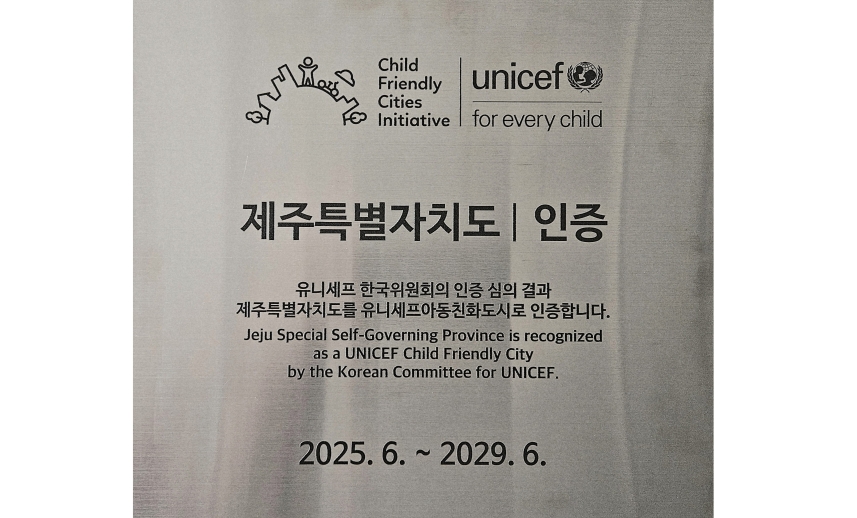 Child
Friendly
Cities
Initiative
unicef
for every child
제주특별자치도 | 인증
유니세프 한국위원회의 인증 심의 결과
제주특별자치도를 유니세프아동친화도시로 인증합니다.
Jeju Special Self-Governing Province is recognized
as a UNICEF Child Friendly City
by the Korean Committee for UNICEF.
2025. 6. ~ 2029. 6.